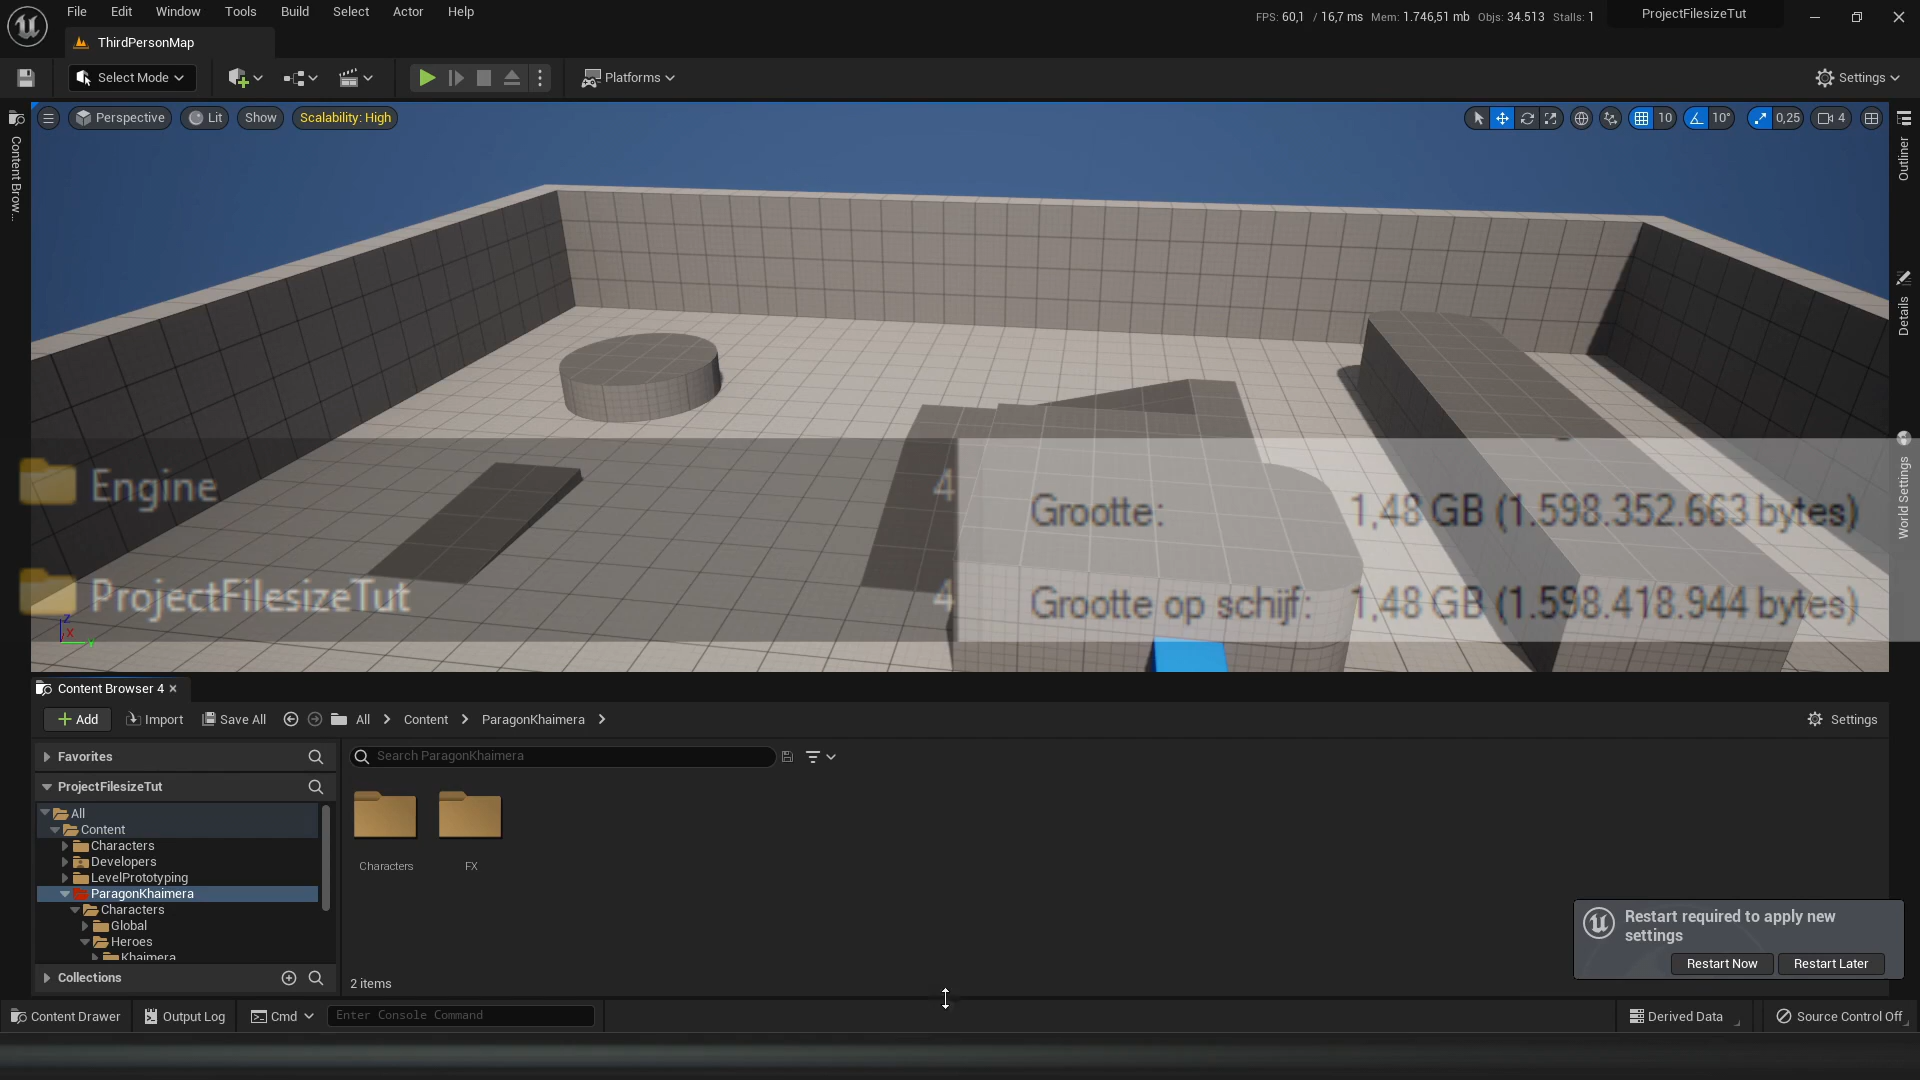 File Edit Window Tools Build Select Actor Help
FPS: 60,1 / 16,7 ms Mem: 1.746,51 mb Objs: 34.513 Stalls: 1
ProjectFilesizeTut
ThirdPersonMap
Select Mode
Platforms
Settings
Perspective Lit Show Scalability: High
10 10° 0,25 4
Content Brow...
Outliner
Details
World Settings
Engine 4
ProjectFilesizeTut 4
Grootte: 1,48 GB (1.598.352.663 bytes)
Grootte op schijf: 1,48 GB (1.598.418.944 bytes)
Z
X
Content Browser 4
Add Import Save All All Content ParagonKhaimera Settings
Favorites
Search ParagonKhaimera
ProjectFilesizeTut
All
Content
Characters
Developers
LevelPrototyping
ParagonKhaimera
Characters
Global
Heroes
Khaimera
Collections
Characters FX
2 items
Restart required to apply new
settings
Restart Now Restart Later
Content Drawer Output Log Cmd Enter Console Command Derived Data Source Control Off